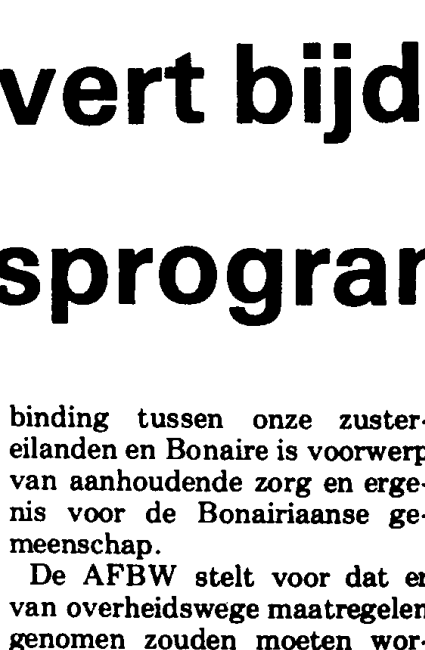 vert bijd
sprogram
binding tussen onze zuster-
eilanden en Bonaire is voorwerp
van aanhoudende zorg en erge-
nis voor de Bonairiaanse ge-
meenschap.
De AFBW stelt voor dat er
van overheidswege maatregelen
genomen zouden moeten wor-